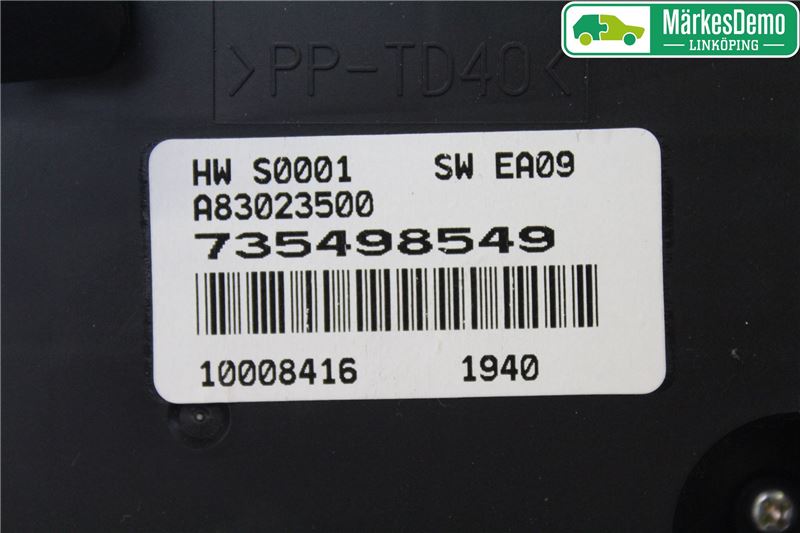 MärkesDemo
LINKÖPING
>PP-TD40<
HW S0001 SW EA09
A83023500
735498549
10008416 1940